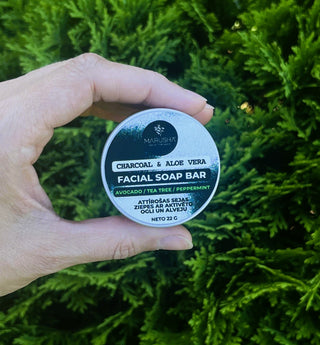 MARUSHA
CHARCOAL & ALOE VERA
FACIAL SOAP BAR
AVOCADO / TEA TREE / PEPPERMINT
ATTĪROŠAS SEJAS
ZIEPES AR AKTIVĒTO
OGLI UN ALVEJU
NETO 22 G